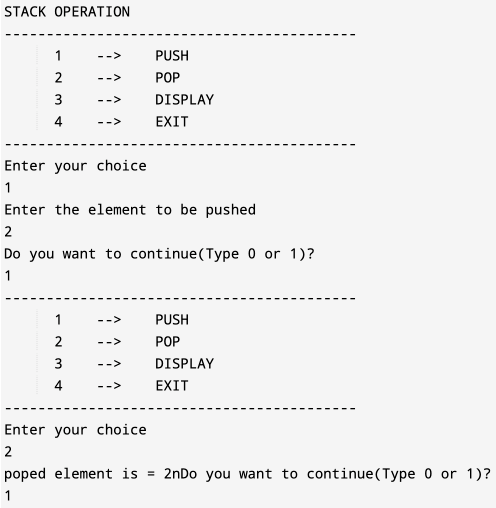 STACK OPERATION
------------------------------------------
1 --> PUSH
2 --> POP
3 --> DISPLAY
4 --> EXIT
------------------------------------------
Enter your choice
1
Enter the element to be pushed
2
Do you want to continue(Type 0 or 1)?
1
------------------------------------------
1 --> PUSH
2 --> POP
3 --> DISPLAY
4 --> EXIT
------------------------------------------
Enter your choice
2
poped element is = 2nDo you want to continue(Type 0 or 1)?
1